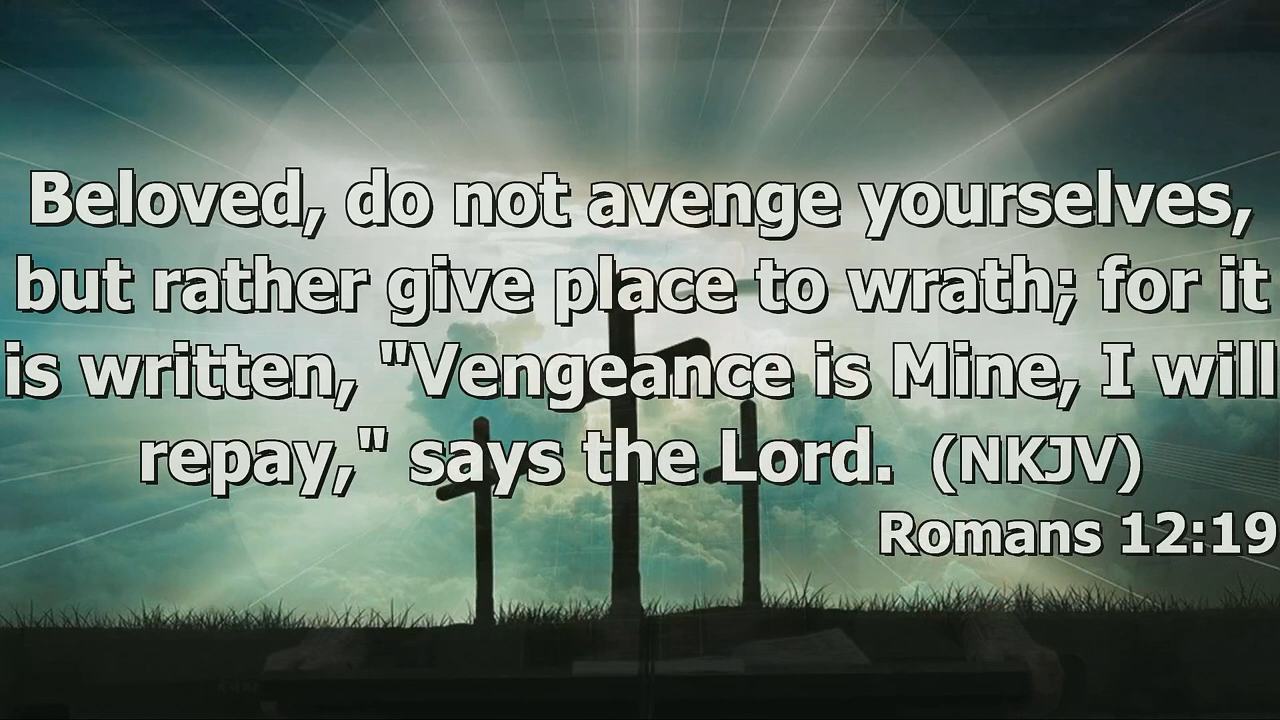 Beloved, do not avenge yourselves,
but rather give place to wrath; for it
is written, "Vengeance is Mine, I will
repay," says the Lord. (NKJV)
Romans 12:19